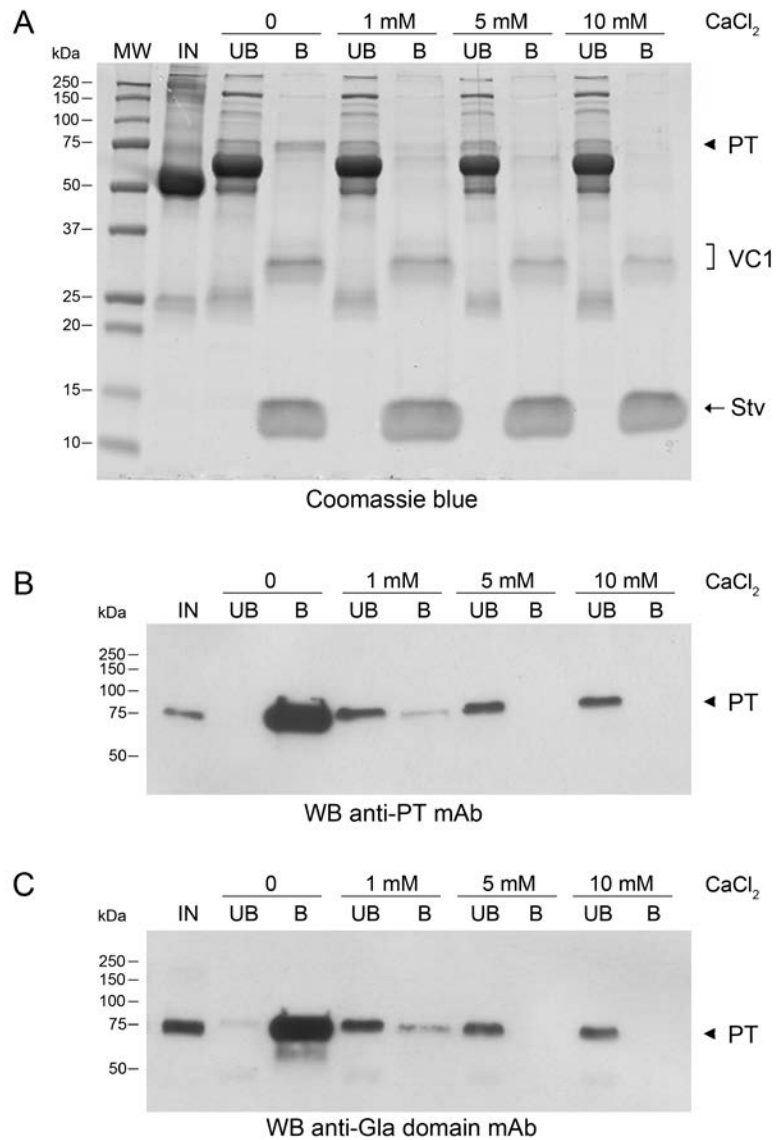 A
0 1 mM 5 mM 10 mM CaCl2
kDa MW IN UB B UB B UB B UB B
250
150
100
75 PT
50
37
VC1
25
20
15
Stv
10
Coomassie blue
B
0 1 mM 5 mM 10 mM CaCl2
kDa IN UB B UB B UB B UB B
250
150
100
75 PT
50
WB anti-PT mAb
C
0 1 mM 5 mM 10 mM CaCl2
kDa IN UB B UB B UB B UB B
250
150
100
75 PT
50
WB anti-Gla domain mAb